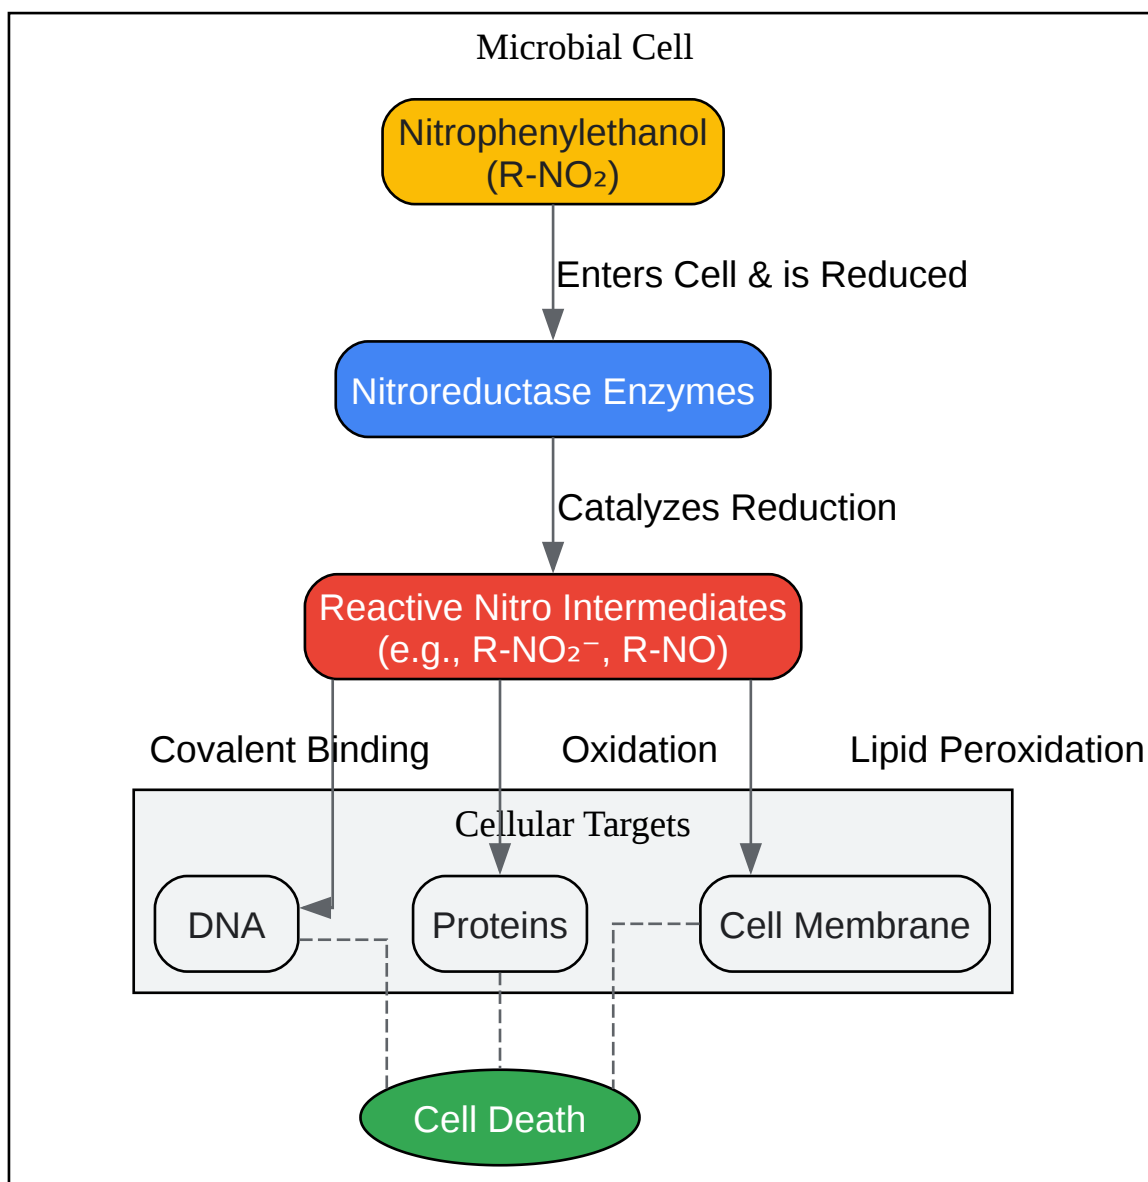 Microbial Cell
Nitrophenylethanol
(R-NO₂)
Enters Cell & is Reduced
Nitroreductase Enzymes
Catalyzes Reduction
Reactive Nitro Intermediates
(e.g., R-NO₂⁻, R-NO)
Covalent Binding
Oxidation
Lipid Peroxidation
Cellular Targets
DNA
Proteins
Cell Membrane
Cell Death